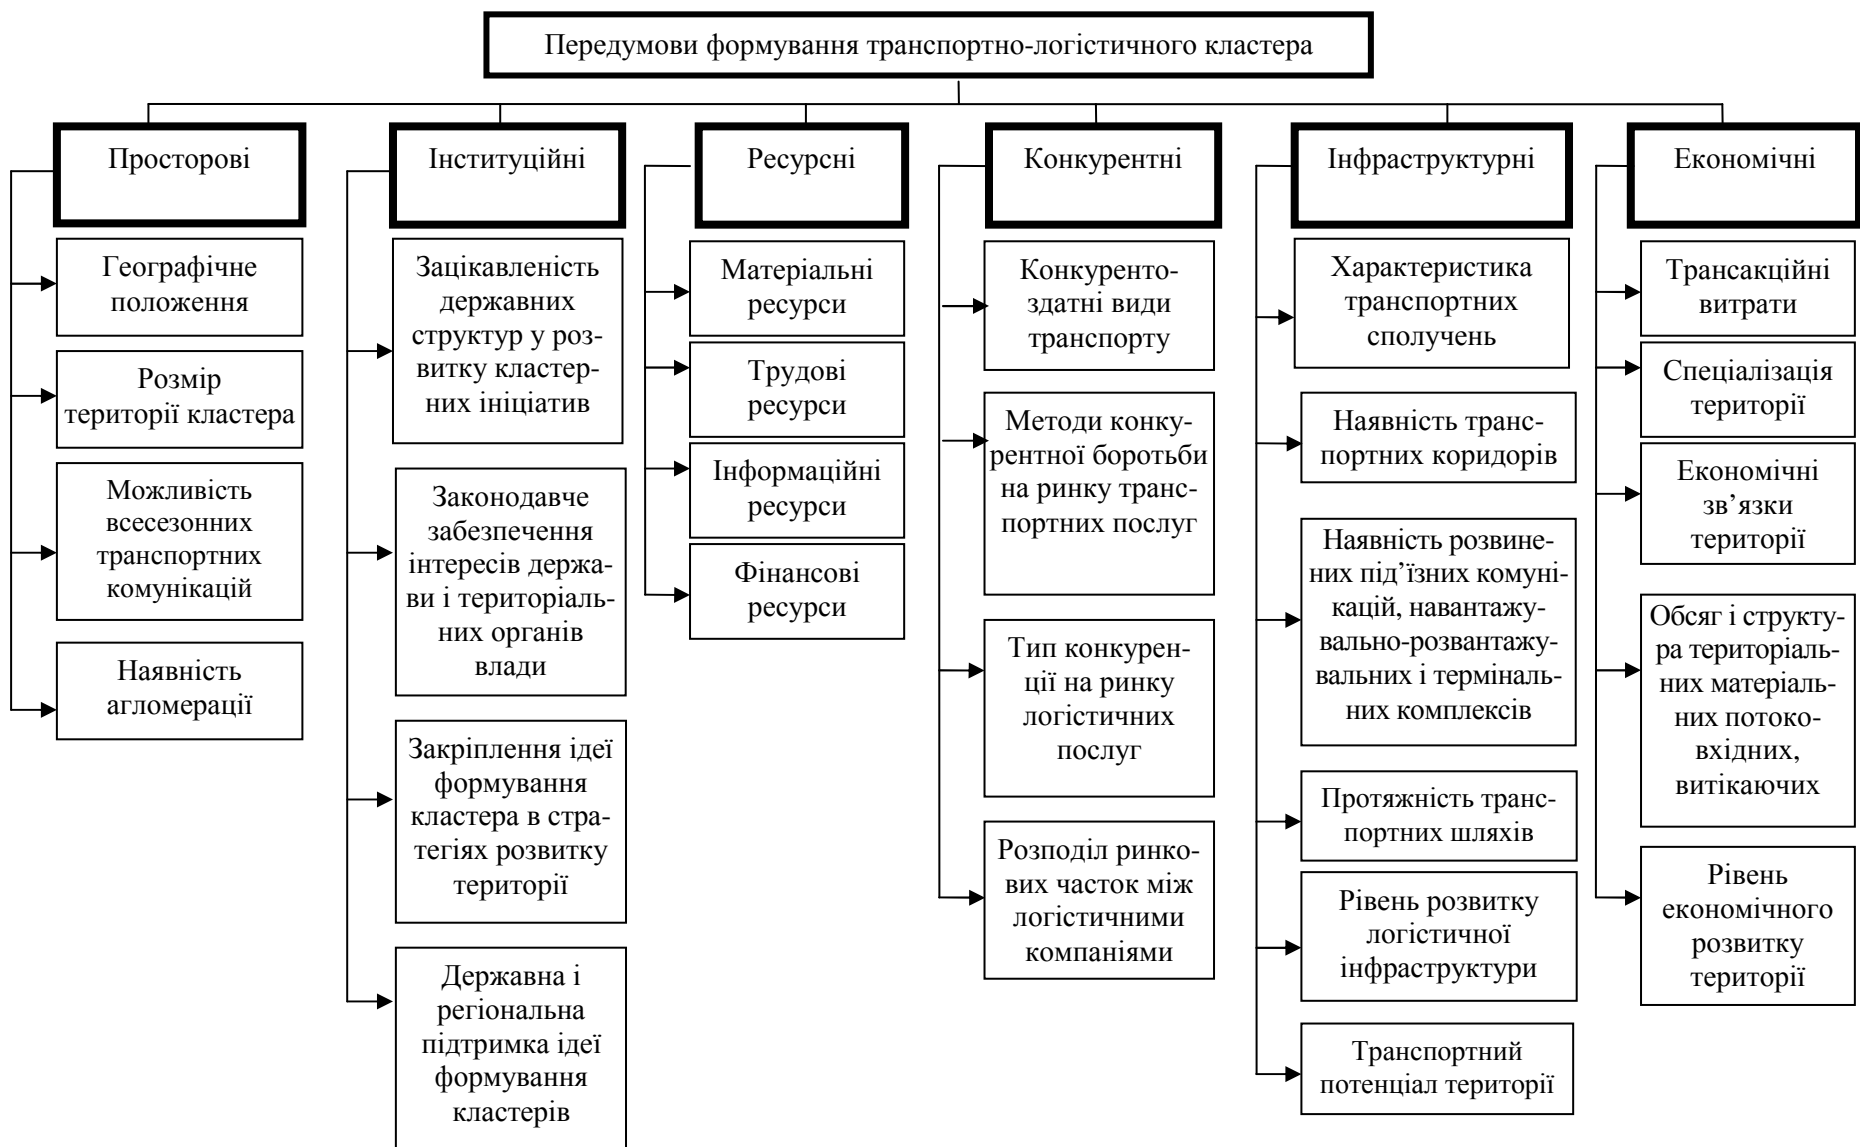 Передумови формування транспортно-логістичного кластера
Просторові
Географічне
положення
Розмір
території кластера
Можливість
всесезонних
транспортних
комунікацій
Наявність
агломерації
Інституційні
Зацікавленість
державних
структур у роз-
витку кластер-
них ініціатив
Законодавче
забезпечення
інтересів держа-
ви і територіаль-
них органів
влади
Закріплення ідеї
формування
кластера в стра-
тегіях розвитку
території
Державна і
регіональна
підтримка ідеї
формування
кластерів
Ресурсні
Матеріальні
ресурси
Трудові
ресурси
Інформаційні
ресурси
Фінансові
ресурси
Конкурентні
Конкуренто-
здатні види
транспорту
Методи конку-
рентної боротьби
на ринку транс-
портних послуг
Тип конкурен-
ції на ринку
логістичних
послуг
Розподіл ринко-
вих часток між
логістичними
компаніями
Інфраструктурні
Характеристика
транспортних
сполучень
Наявність транс-
портних коридорів
Наявність розвине-
них під’їзних комуні-
кацій, навантажу-
вально-розвантажу-
вальних і терміналь-
них комплексів
Протяжність транс-
портних шляхів
Рівень розвитку
логістичної
інфраструктури
Транспортний
потенціал території
Економічні
Трансакційні
витрати
Спеціалізація
території
Економічні
зв’язки
території
Обсяг і структу-
ра територіаль-
них матеріаль-
них потоко-
вхідних,
витікаючих
Рівень
економічного
розвитку
території